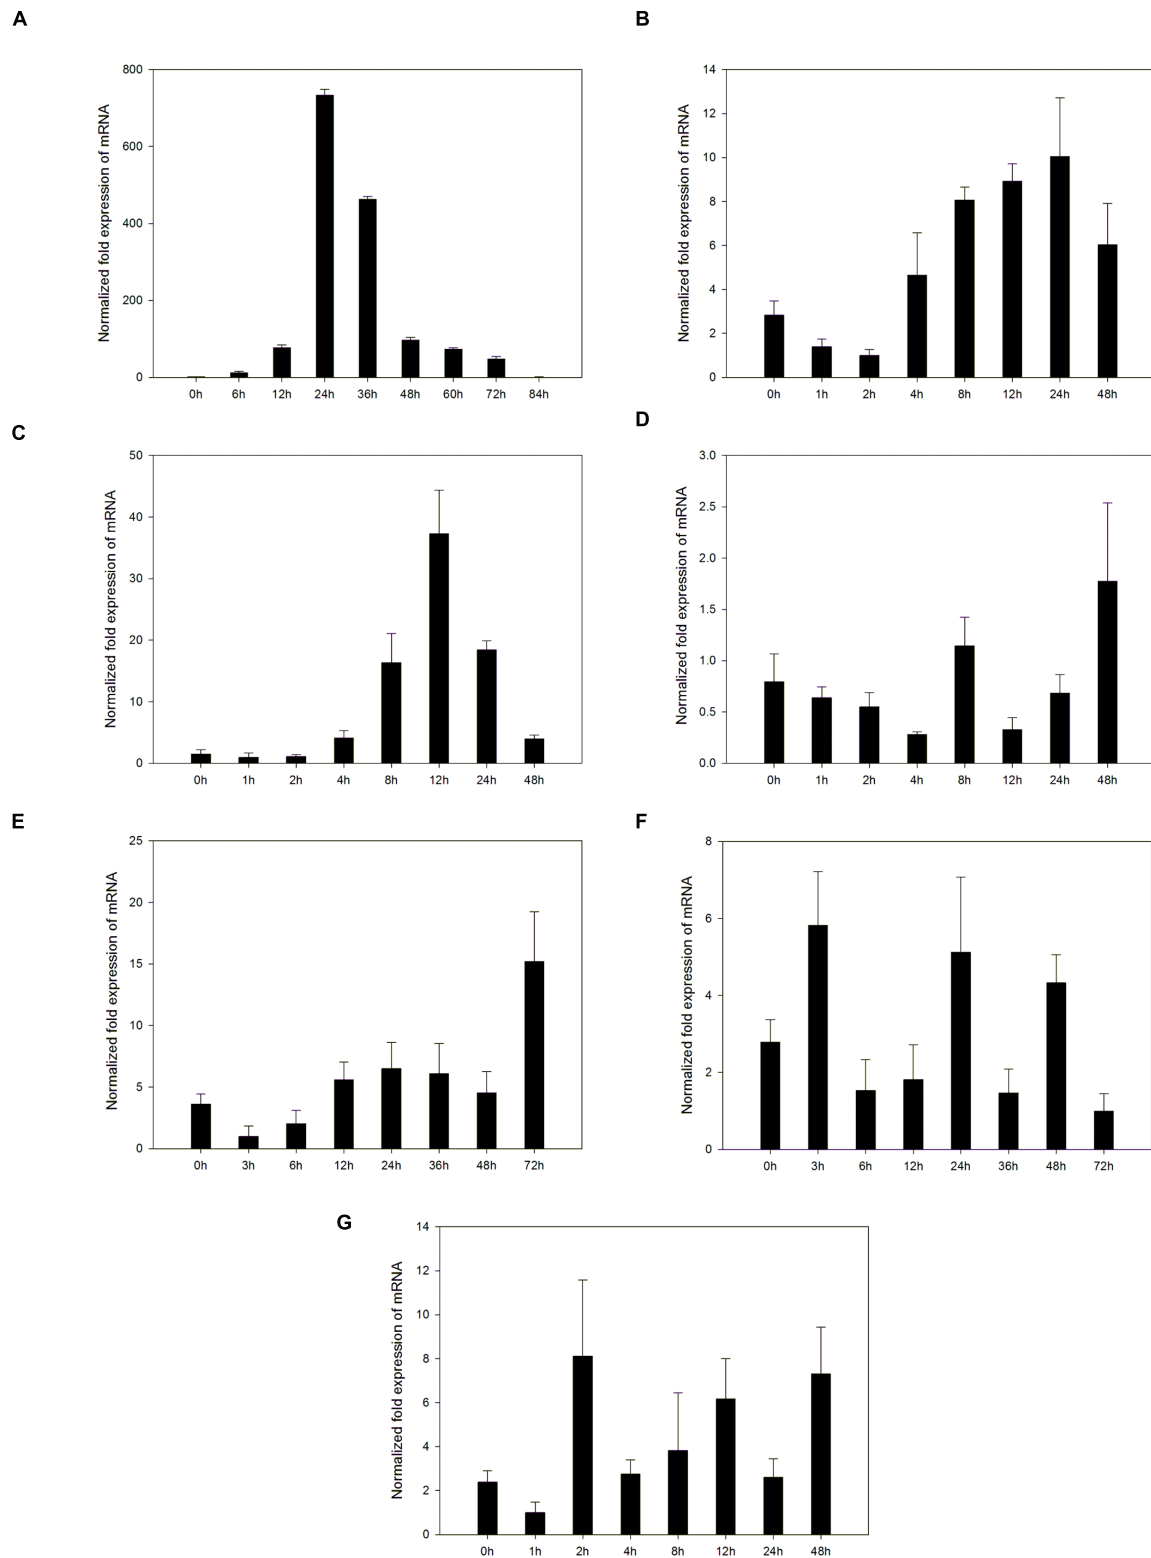 A
Normalized fold expression of mRNA
800
600
400
200
0
0h 6h 12h 24h 36h 48h 60h 72h 84h
B
Normalized fold expression of mRNA
14
12
10
8
6
4
2
0
0h 1h 2h 4h 8h 12h 24h 48h
C
Normalized fold expression of mRNA
50
40
30
20
10
0
0h 1h 2h 4h 8h 12h 24h 48h
D
Normalized fold expression of mRNA
3.0
2.5
2.0
1.5
1.0
0.5
0.0
0h 1h 2h 4h 8h 12h 24h 48h
E
Normalized fold expression of mRNA
25
20
15
10
5
0
0h 3h 6h 12h 24h 36h 48h 72h
F
Normalized fold expression of mRNA
8
6
4
2
0
0h 3h 6h 12h 24h 36h 48h 72h
G
Normalized fold expression of mRNA
14
12
10
8
6
4
2
0
0h 1h 2h 4h 8h 12h 24h 48h